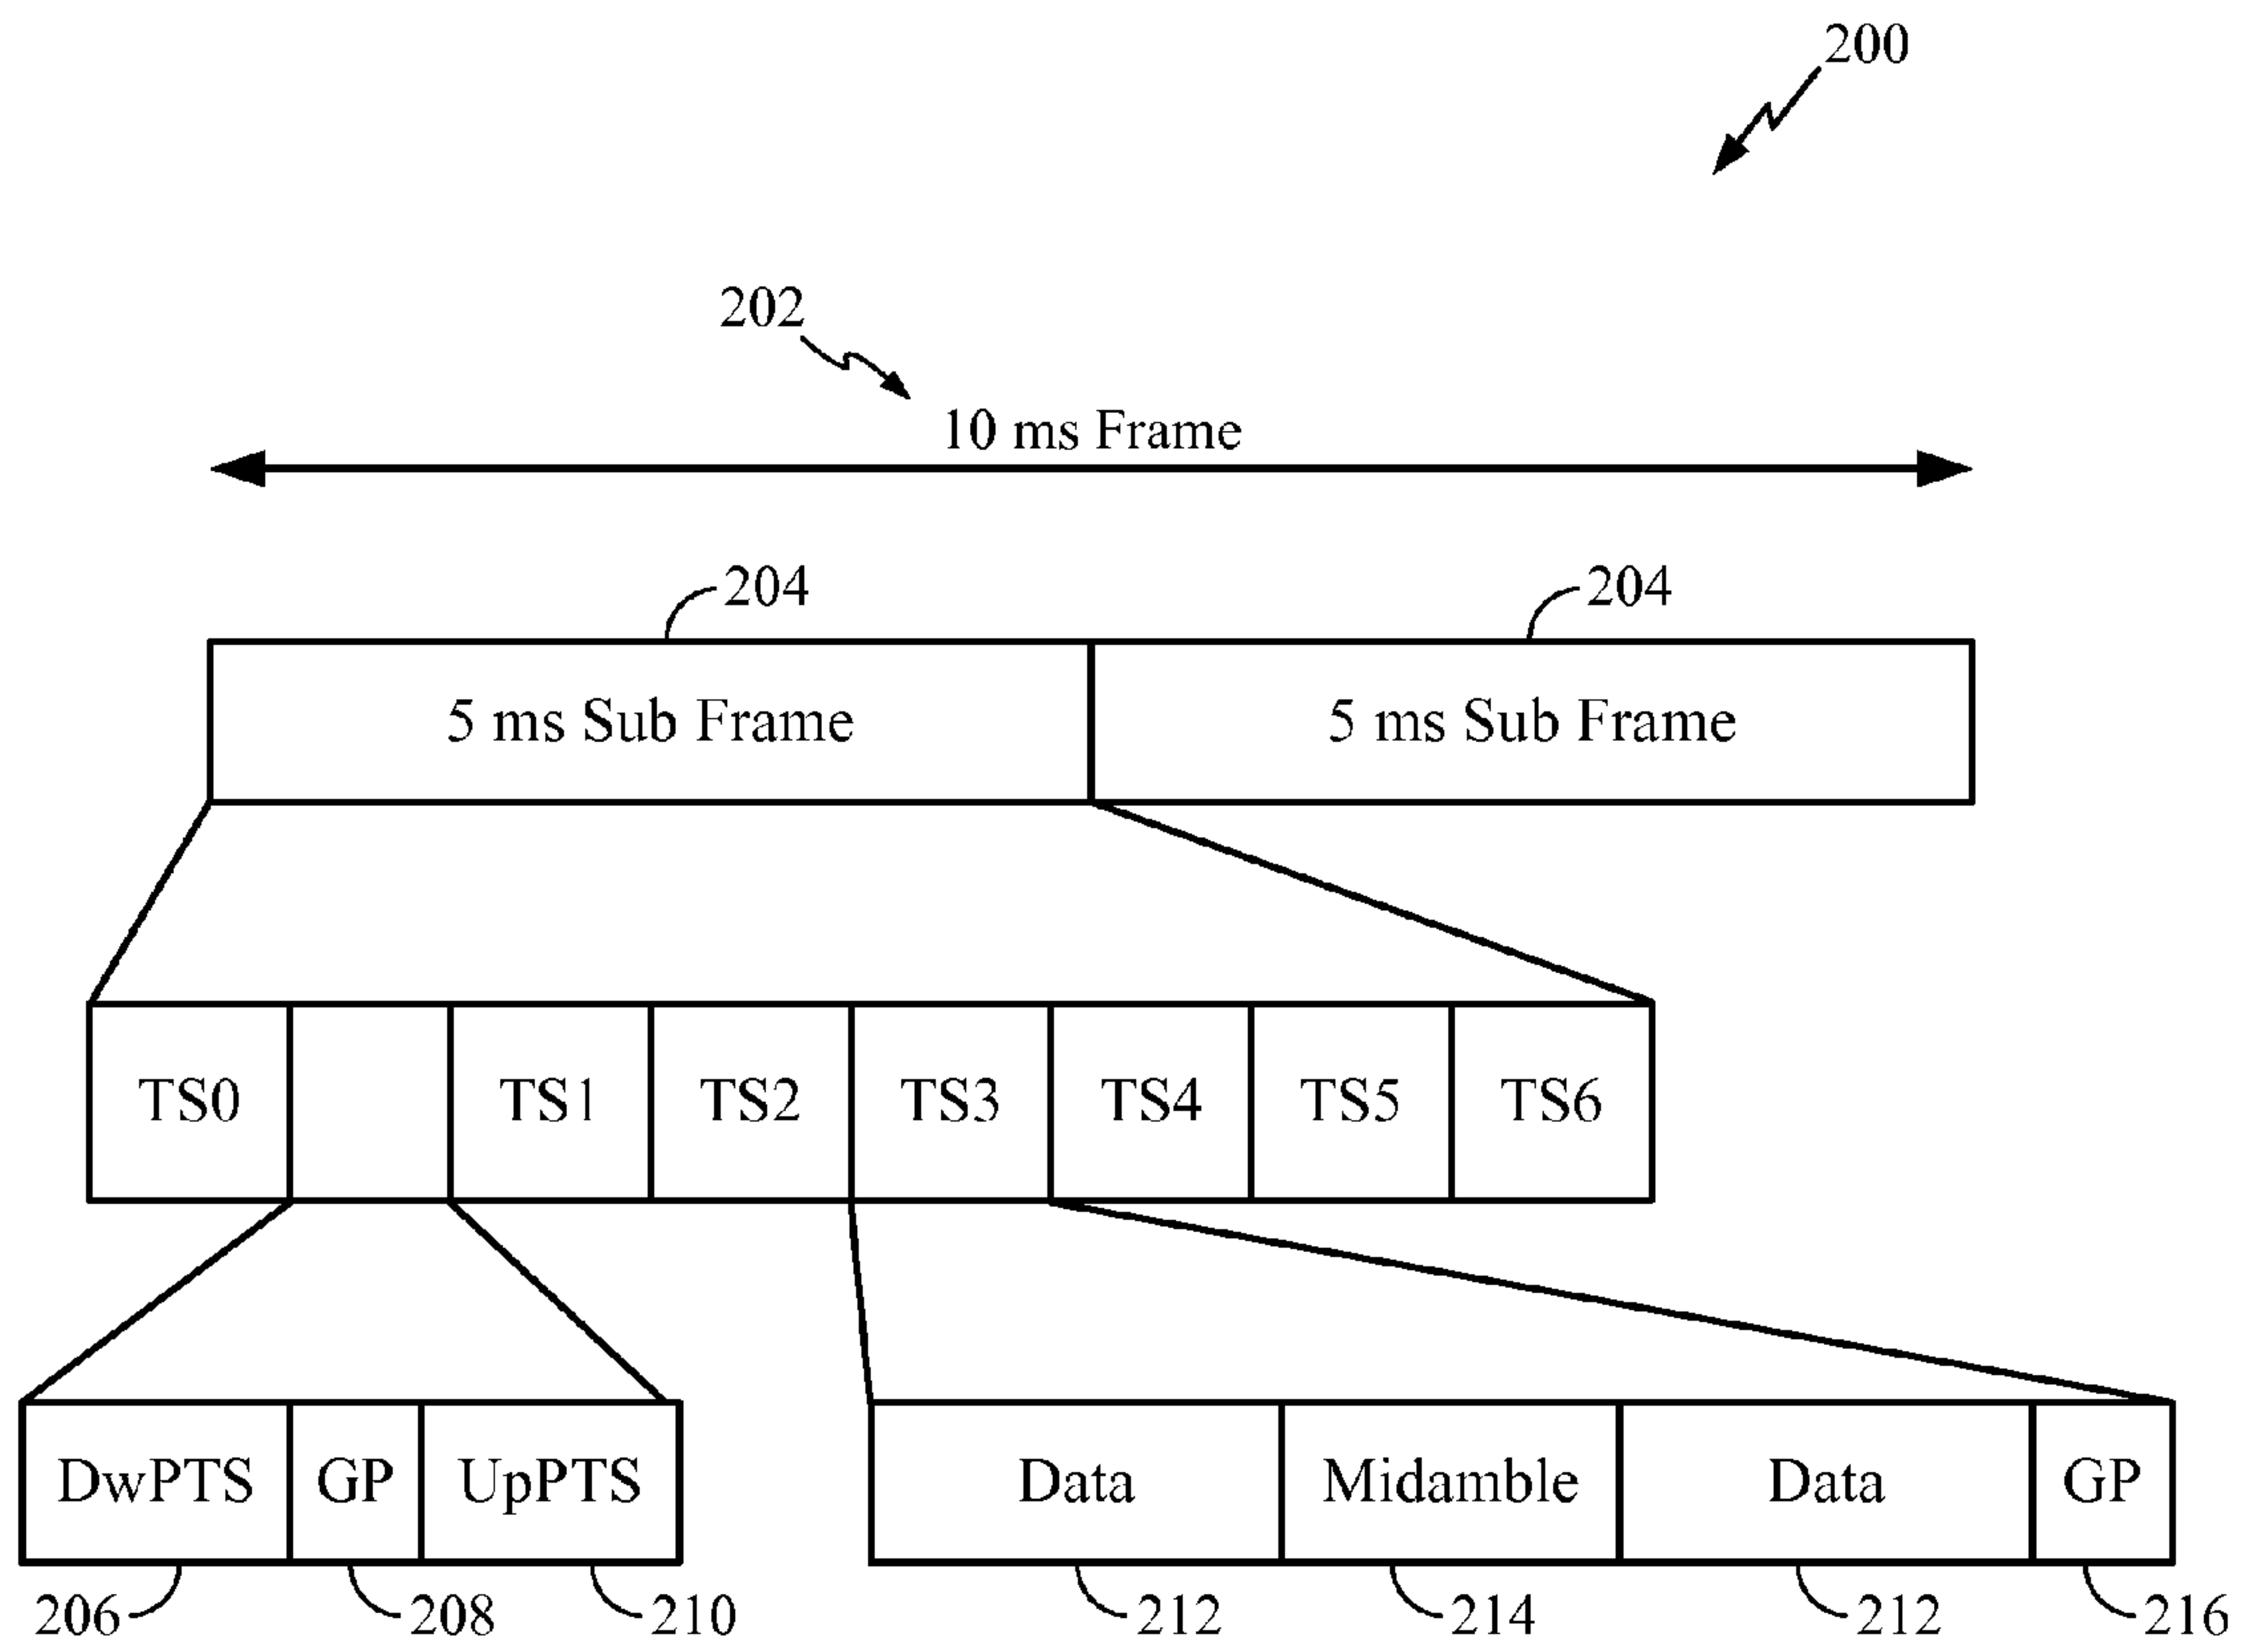 200
202
10 ms Frame
204 204
5 ms Sub Frame 5 ms Sub Frame
TS0 TS1 TS2 TS3 TS4 TS5 TS6
DwPTS GP UpPTS Data Midamble Data GP
206 208 210 212 214 212 216